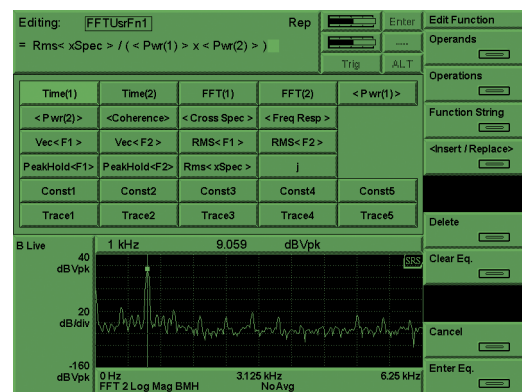 Editing: FFTUsrFn1 Rep Enter Edit Function
= Rms< xSpec > / ( < Pwr(1) > x < Pwr(2) > ) ---- Operands
Trig ALT
Operations
Time(1) Time(2) FFT(1) FFT(2) < Pwr(1)>
< Pwr(2)> <Coherence> < Cross Spec > < Freq Resp > Function String
Vec< F1 > Vec< F2 > RMS< F1 > RMS< F2 > <Insert / Replace>
PeakHold<F1> PeakHold<F2> Rms< xSpec > j
Const1 Const2 Const3 Const4 Const5
Trace1 Trace2 Trace3 Trace4 Trace5 Delete
B Live 1 kHz 9.059 dBVpk
40 SRS Clear Eq.
dBVpk
20
dB/div Cancel
-160
dBVpk 0 Hz 3.125 kHz 6.25 kHz Enter Eq.
FFT 2 Log Mag BMH NoAvg